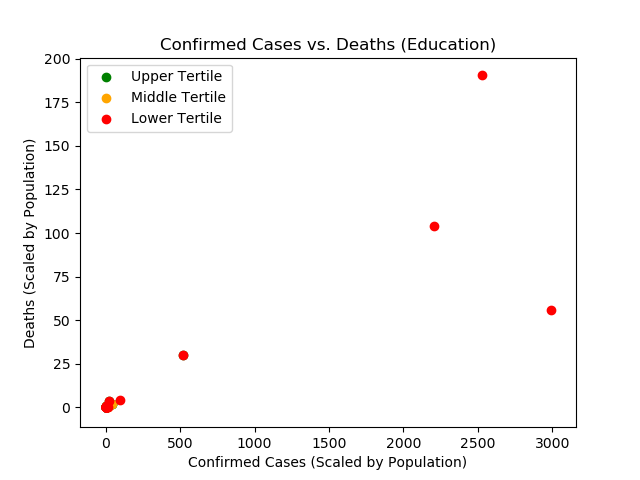 Confirmed Cases vs. Deaths (Education)
Upper Tertile
Middle Tertile
Lower Tertile
Deaths (Scaled by Population)
200
175
150
125
100
75
50
25
0
0 500 1000 1500 2000 2500 3000
Confirmed Cases (Scaled by Population)